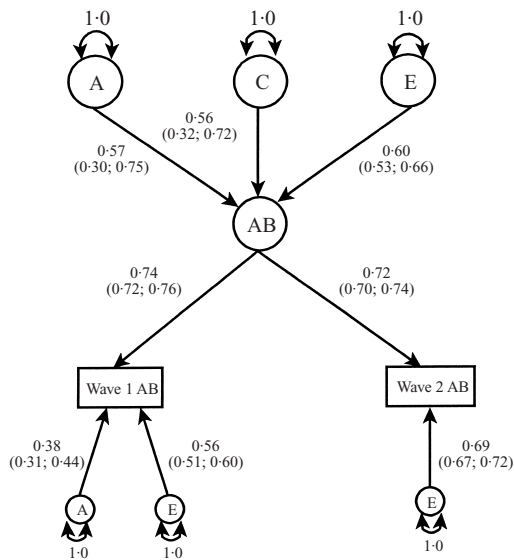 1·0 1·0 1·0
A C E
0·56
(0·32; 0·72)
0·57
(0·30; 0·75)
0·60
(0·53; 0·66)
AB
0·74
(0·72; 0·76)
0·72
(0·70; 0·74)
Wave 1 AB
Wave 2 AB
0·38
(0·31; 0·44)
0·56
(0·51; 0·60)
0·69
(0·67; 0·72)
A E E
1·0 1·0 1·0